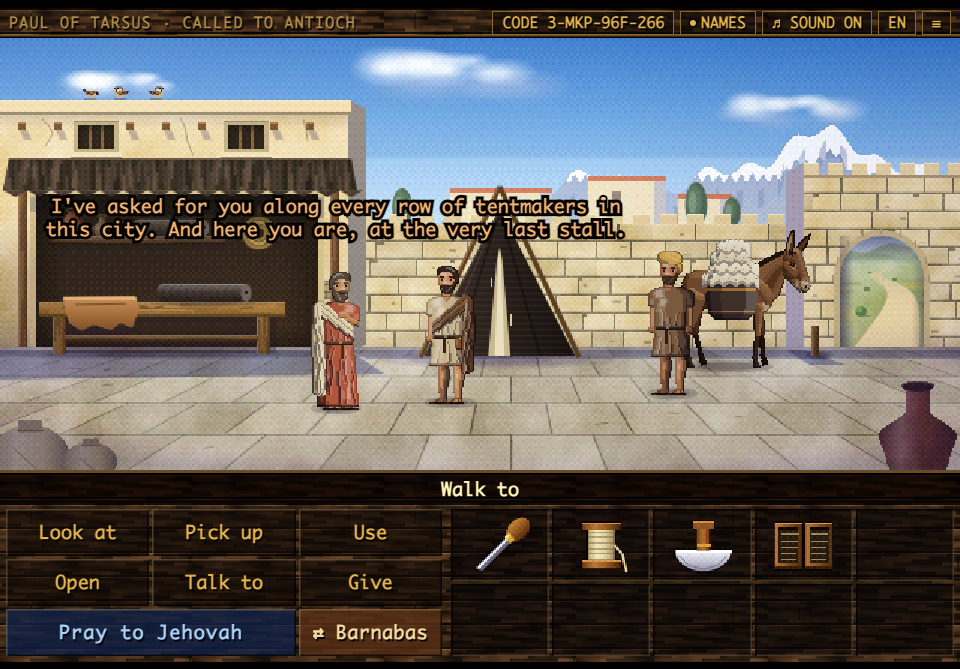 PAUL OF TARSUS · CALLED TO ANTIOCH
CODE 3-MKP-96F-266
• NAMES
♬ SOUND ON
EN
≡
I've asked for you along every row of tentmakers in
this city. And here you are, at the very last stall.
Walk to
Look at
Pick up
Use
Open
Talk to
Give
Pray to Jehovah
⇄ Barnabas